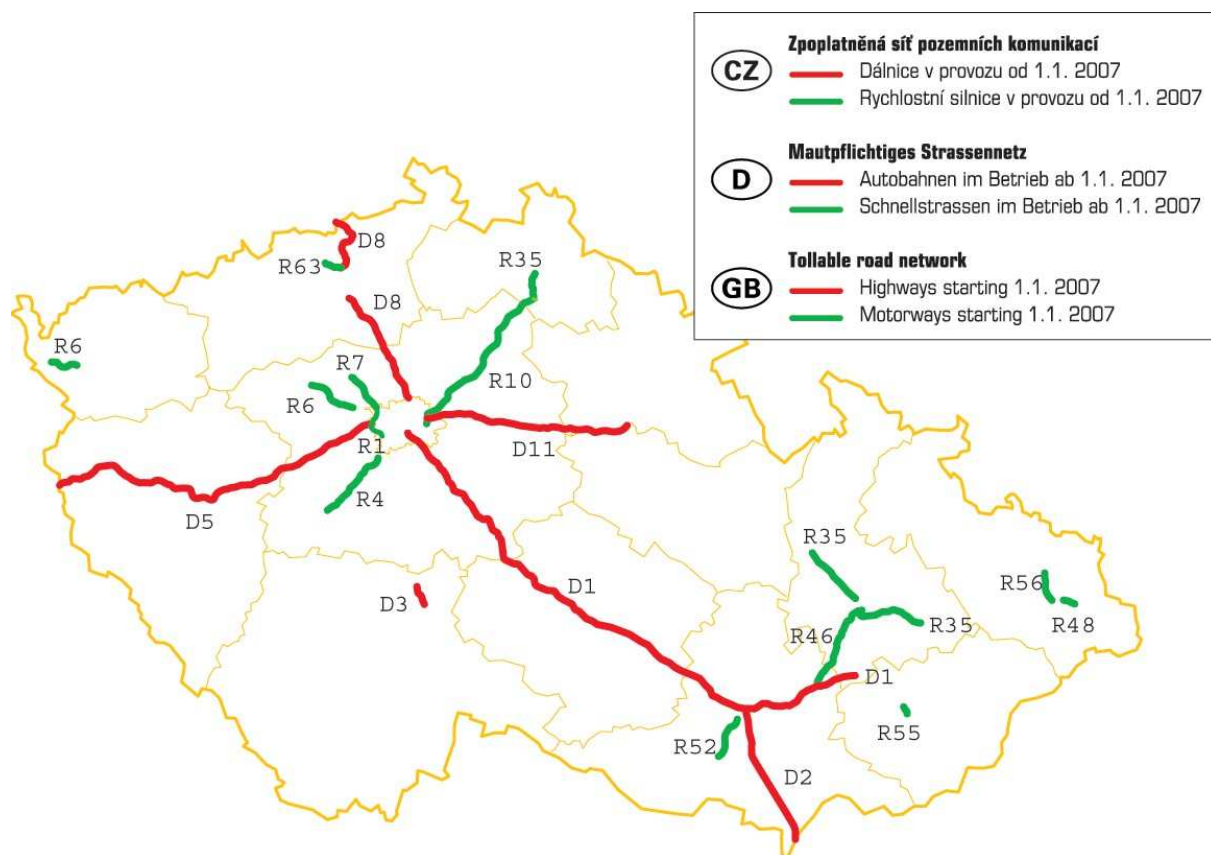 CZ
Zpoplatněná síť pozemních komunikací
Dálnice v provozu od 1.1. 2007
Rychlostní silnice v provozu od 1.1. 2007
D
Mautpflichtiges Strassennetz
Autobahnen im Betrieb ab 1.1. 2007
Schnellstrassen im Betrieb ab 1.1. 2007
GB
Tollable road network
Highways starting 1.1. 2007
Motorways starting 1.1. 2007
D8
R63
R35
D8
R6
R7
R10
R6
R1
D11
R4
D5
R35
D3
D1
R56
R48
R46
R35
D1
R55
R52
D2